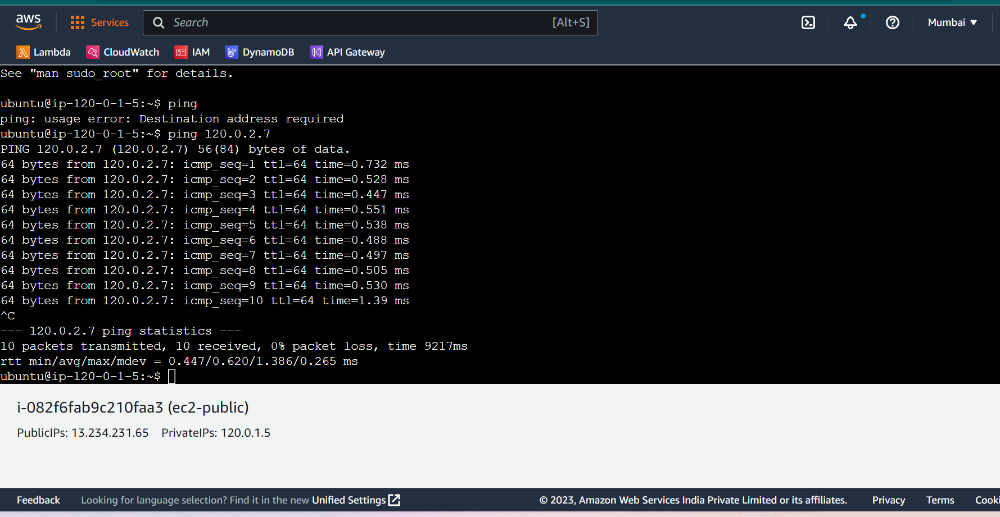 aws
Services
Search
[Alt+S]
Mumbai
Lambda
CloudWatch
IAM
DynamoDB
API Gateway
See "man sudo_root" for details.
ubuntu@ip-120-0-1-5:~$ ping
ping: usage error: Destination address required
ubuntu@ip-120-0-1-5:~$ ping 120.0.2.7
PING 120.0.2.7 (120.0.2.7) 56(84) bytes of data.
64 bytes from 120.0.2.7: icmp_seq=1 ttl=64 time=0.732 ms
64 bytes from 120.0.2.7: icmp_seq=2 ttl=64 time=0.528 ms
64 bytes from 120.0.2.7: icmp_seq=3 ttl=64 time=0.447 ms
64 bytes from 120.0.2.7: icmp_seq=4 ttl=64 time=0.551 ms
64 bytes from 120.0.2.7: icmp_seq=5 ttl=64 time=0.538 ms
64 bytes from 120.0.2.7: icmp_seq=6 ttl=64 time=0.488 ms
64 bytes from 120.0.2.7: icmp_seq=7 ttl=64 time=0.497 ms
64 bytes from 120.0.2.7: icmp_seq=8 ttl=64 time=0.505 ms
64 bytes from 120.0.2.7: icmp_seq=9 ttl=64 time=0.530 ms
64 bytes from 120.0.2.7: icmp_seq=10 ttl=64 time=1.39 ms
^C
--- 120.0.2.7 ping statistics ---
10 packets transmitted, 10 received, 0% packet loss, time 9217ms
rtt min/avg/max/mdev = 0.447/0.620/1.386/0.265 ms
ubuntu@ip-120-0-1-5:~$
i-082f6fab9c210faa3 (ec2-public)
PublicIPs: 13.234.231.65 PrivateIPs: 120.0.1.5
Feedback
Looking for language selection? Find it in the new Unified Settings
© 2023, Amazon Web Services India Private Limited or its affiliates.
Privacy
Terms
Cooki